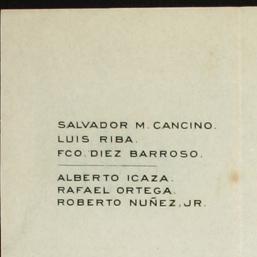 SALVADOR M. CANCINO.
LUIS RIBA.
FCO. DIEZ BARROSO.
ALBERTO ICAZA.
RAFAEL ORTEGA.
ROBERTO NUÑEZ, JR.